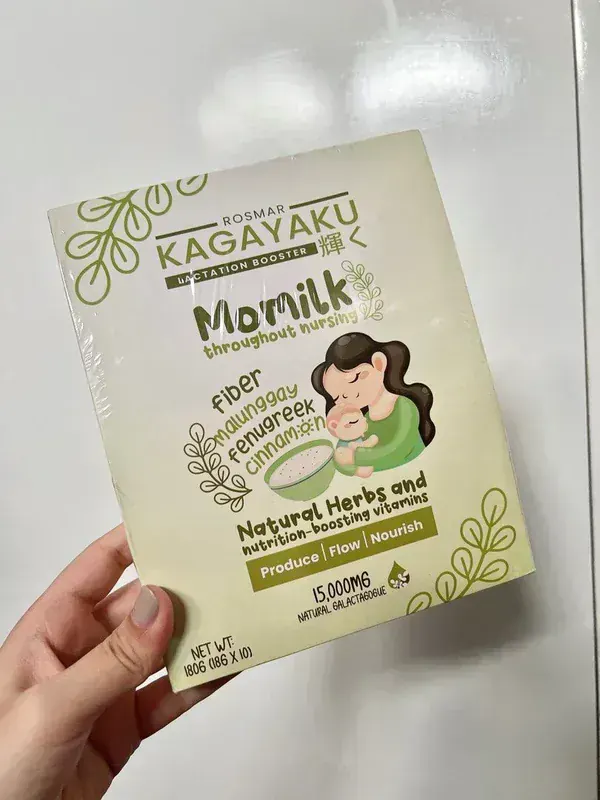 ROSMAR
KAGAYAKU
輝く
LACTATION BOOSTER
Momilk
throughout nursing
fiber
malunggay
fenugreek
cinnamon
Natural Herbs and
nutrition-boosting vitamins
Produce | Flow | Nourish
15,000MG
NATURAL GALACTAGOGUE
NET WT:
180G (18G X 10)